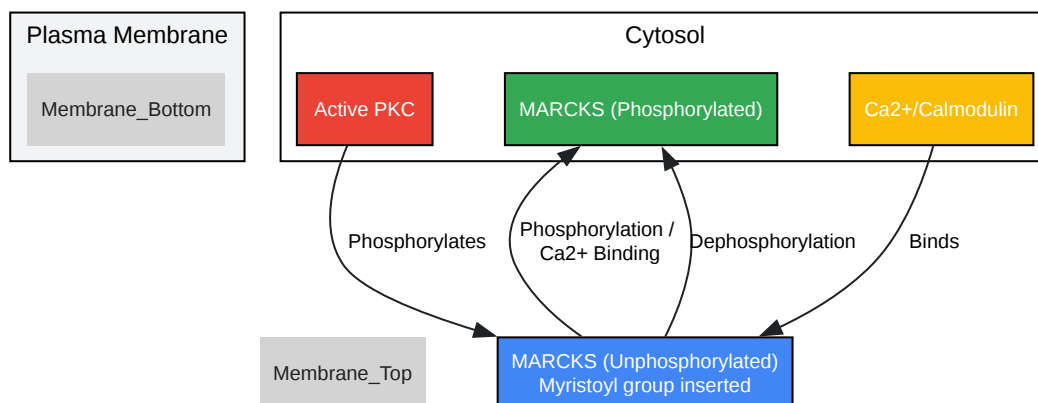 Plasma Membrane
Cytosol
Membrane_Bottom
Active PKC
MARCKS (Phosphorylated)
Ca2+/Calmodulin
Phosphorylates
Phosphorylation /
Ca2+ Binding
Dephosphorylation
Binds
Membrane_Top
MARCKS (Unphosphorylated)
Myristoyl group inserted